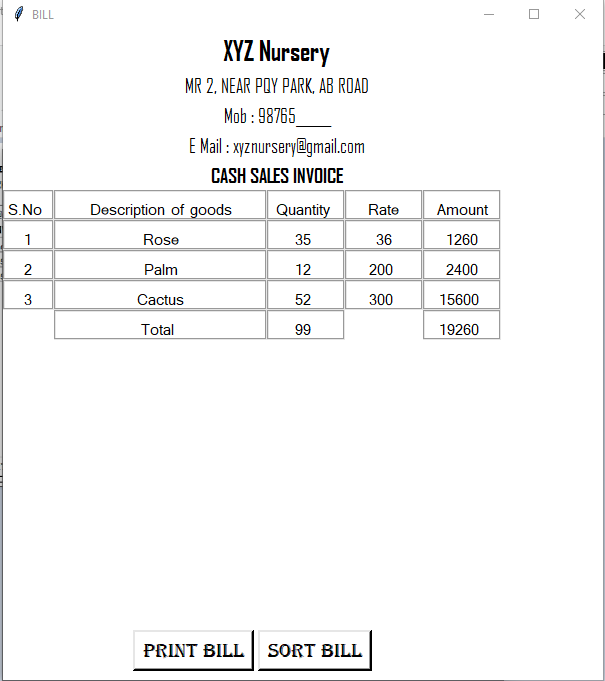 BILL
XYZ Nursery
MR 2, NEAR PQY PARK, AB ROAD
Mob : 98765____
E Mail : xyznursery@gmail.com
CASH SALES INVOICE
S.No Description of goods Quantity Rate Amount
1 Rose 35 36 1260
2 Palm 12 200 2400
3 Cactus 52 300 15600
Total 99 19260
PRINT BILL SORT BILL